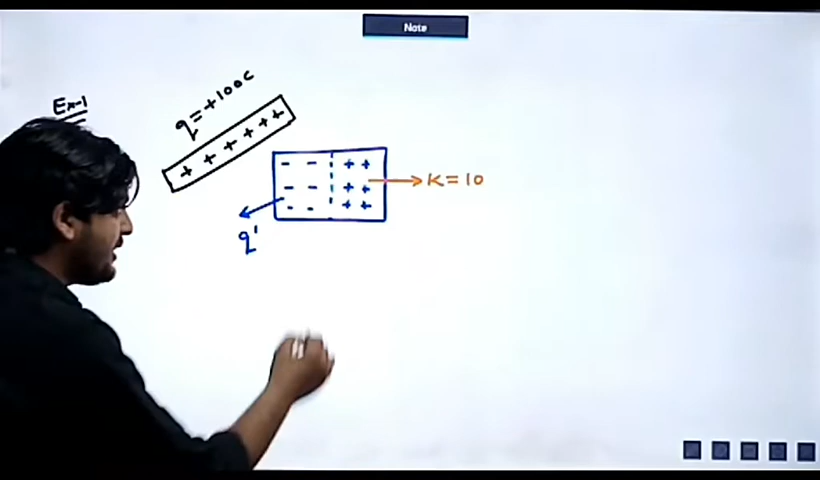 Note
Ex-1
q = +100C
+ + + + + +
- - + +
K = 10
- - + +
- - + +
q'